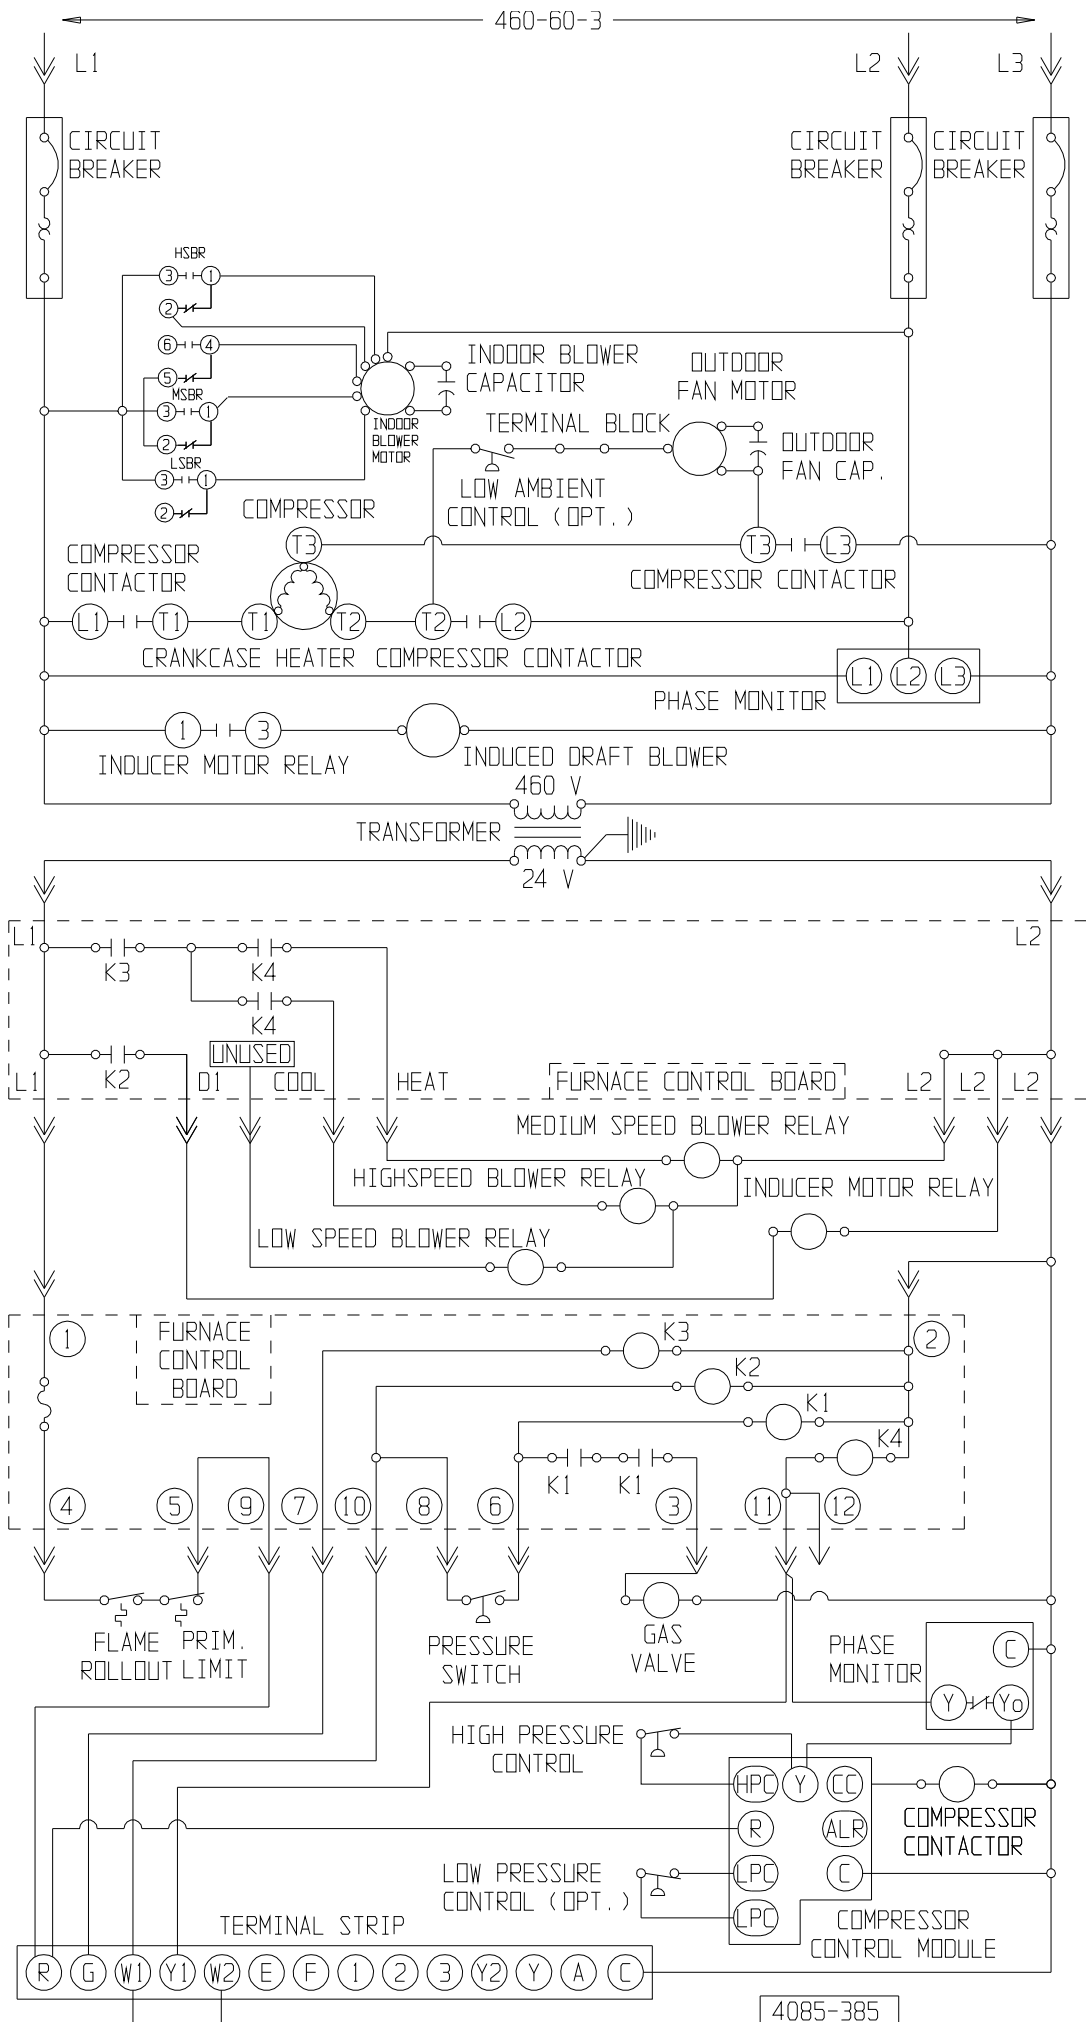 460-60-3
L1
L2
L3
CIRCUIT
BREAKER
CIRCUIT
BREAKER
CIRCUIT
BREAKER
HSBR
3 1
2
6 4
5
MSBR
3 1
2
LSBR
3 1
2
INDOOR
BLOWER
MOTOR
INDOOR BLOWER
CAPACITOR
OUTDOOR
FAN MOTOR
TERMINAL BLOCK
OUTDOOR
FAN CAP.
LOW AMBIENT
CONTROL (OPT.)
COMPRESSOR
COMPRESSOR
CONTACTOR
T3
T3 L3
COMPRESSOR CONTACTOR
L1 T1 T1 T2 T2 L2
CRANKCASE HEATER COMPRESSOR CONTACTOR
L1 L2 L3
PHASE MONITOR
1 3
INDUCER MOTOR RELAY
INDUCED DRAFT BLOWER
460 V
TRANSFORMER
24 V
L1
L2
K3
K4
K4
K2
UNUSED
L1
D1
COOL
HEAT
FURNACE CONTROL BOARD
L2 L2 L2
MEDIUM SPEED BLOWER RELAY
HIGHSPEED BLOWER RELAY
INDUCER MOTOR RELAY
LOW SPEED BLOWER RELAY
1
FURNACE
CONTROL
BOARD
K3
2
K2
K1
K4
K1 K1
4 5 9 7 10 8 6 3 11 12
FLAME
ROLLOUT
PRIM.
LIMIT
PRESSURE
SWITCH
GAS
VALVE
PHASE
MONITOR
C
Y Yo
HIGH PRESSURE
CONTROL
HPC Y CC
R ALR
LPC C
LPC
COMPRESSOR
CONTACTOR
LOW PRESSURE
CONTROL (OPT.)
COMPRESSOR
CONTROL MODULE
TERMINAL STRIP
R G W1 Y1 W2 E F 1 2 3 Y2 Y A C
4085-385